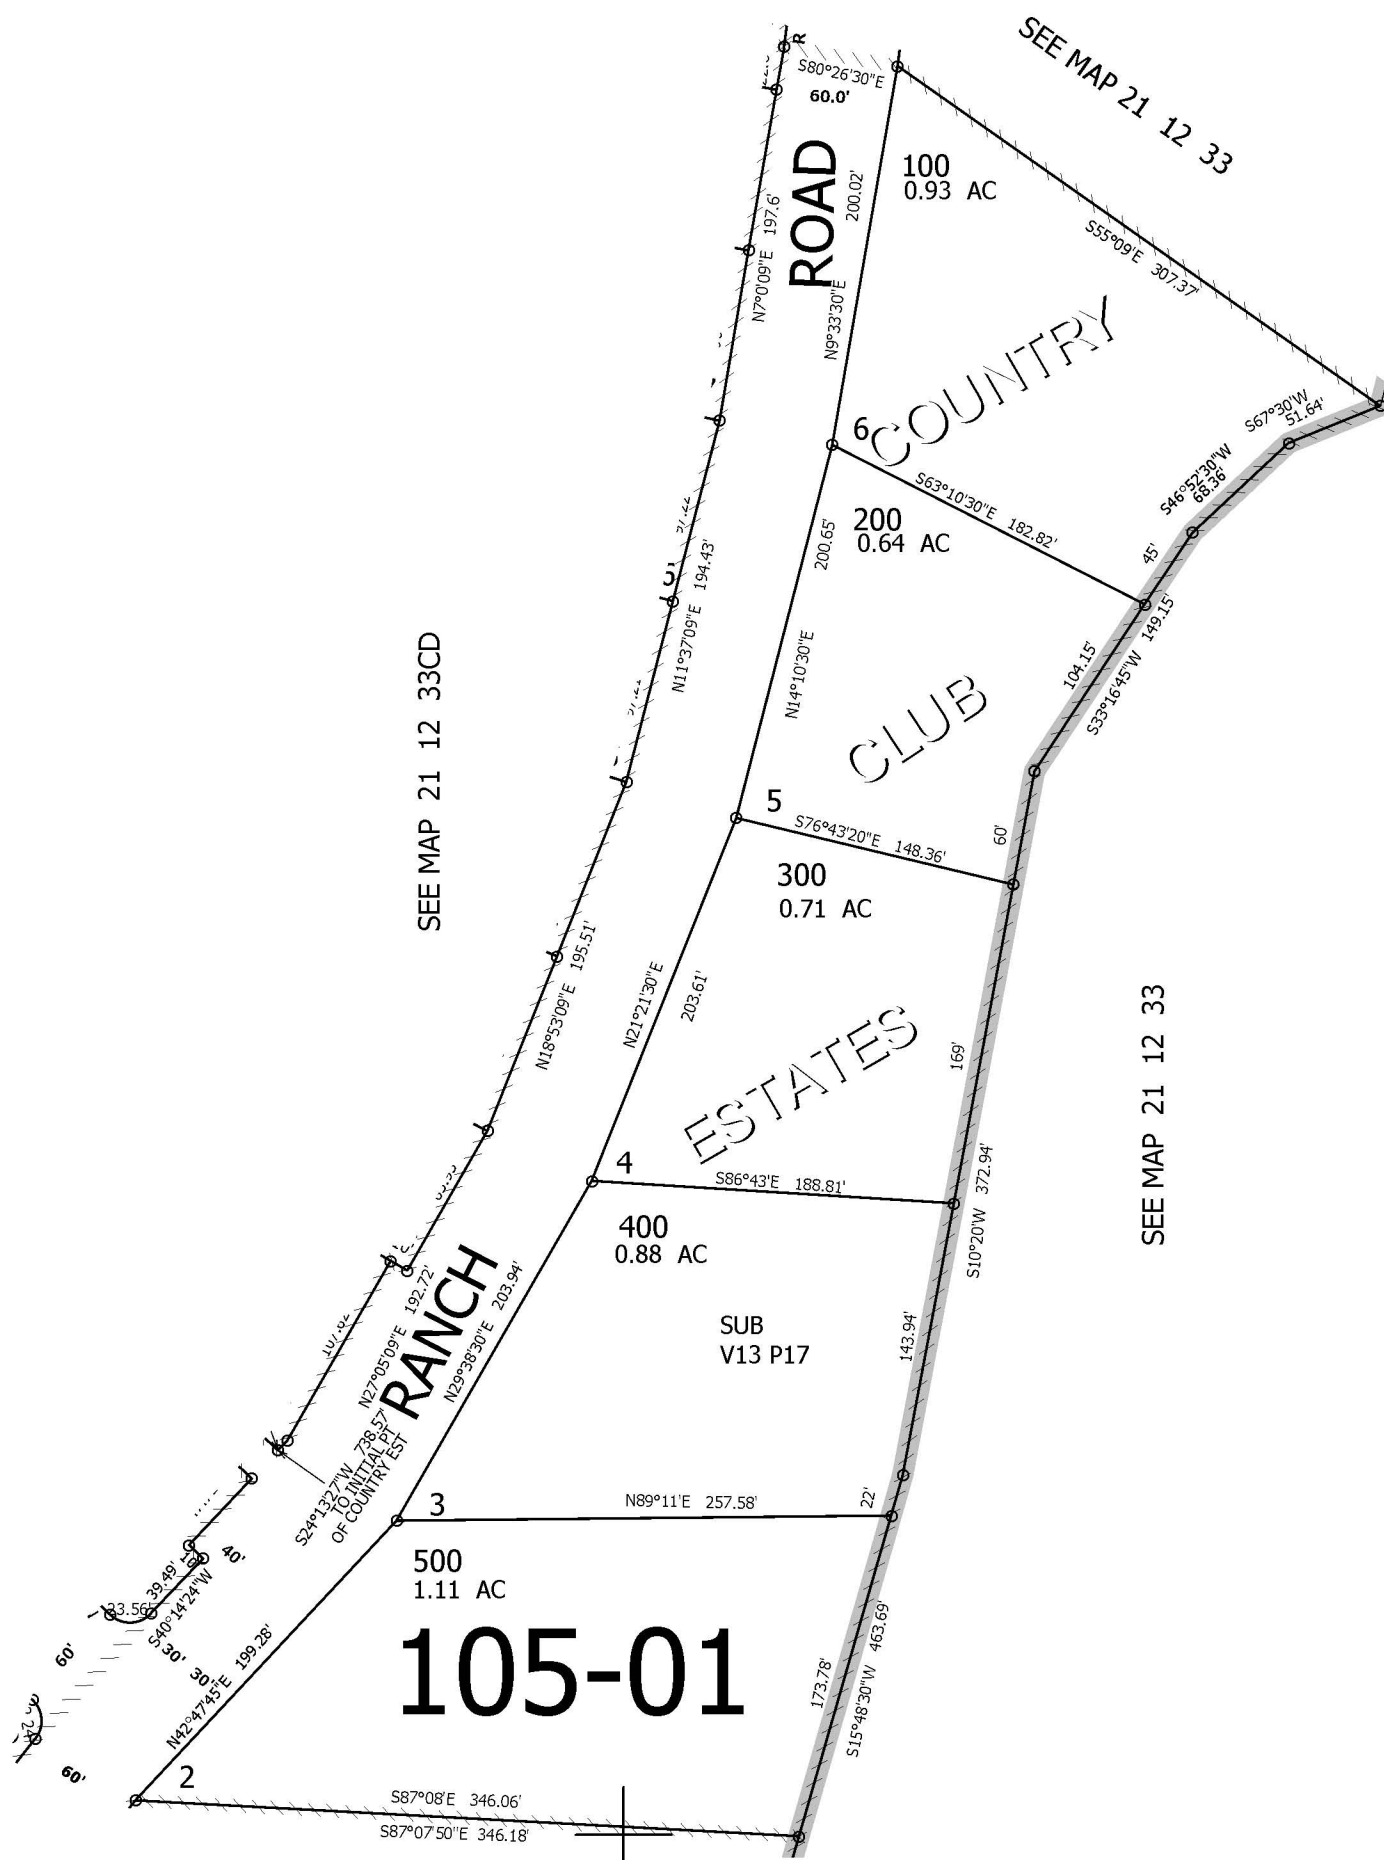 R
S80°26'30"E
60.0'
SEE MAP 21 12 33
ROAD
200.02'
N9°33'30"E
100
0.93 AC
S55°09'E 307.37'
N7°0'09"E 197.6'
COUNTRY
6
S67°30'W
51.64'
S46°52'30"W
68.36'
S63°10'30"E 182.82'
200
0.64 AC
200.65'
N14°10'30"E
45'
104.15'
S33°16'45"W 149.15'
N11°37'09"E 194.43'
SEE MAP 21 12 33CD
CLUB
5
S76°43'20"E 148.36'
60'
300
0.71 AC
N18°53'09"E 195.51'
N21°21'30"E
203.61'
ESTATES
169'
SEE MAP 21 12 33
S10°20'W 372.94'
4
S86°43'E 188.81'
400
0.88 AC
RANCH
N27°05'09"E 192.72'
N29°38'30"E 203.94'
SUB
V13 P17
143.94'
S24°13'27"W 738.57'
TO INITIAL PT
OF COUNTRY EST
3
N89°11'E 257.58'
22'
500
1.11 AC
40'
39.49'
S40°14'24"W
23.56'
60'
30'
30'
N42°47'45"E 199.28'
105-01
173.78'
S15°48'30"W 463.69'
60'
2
S87°08'E 346.06'
S87°07'50"E 346.18'